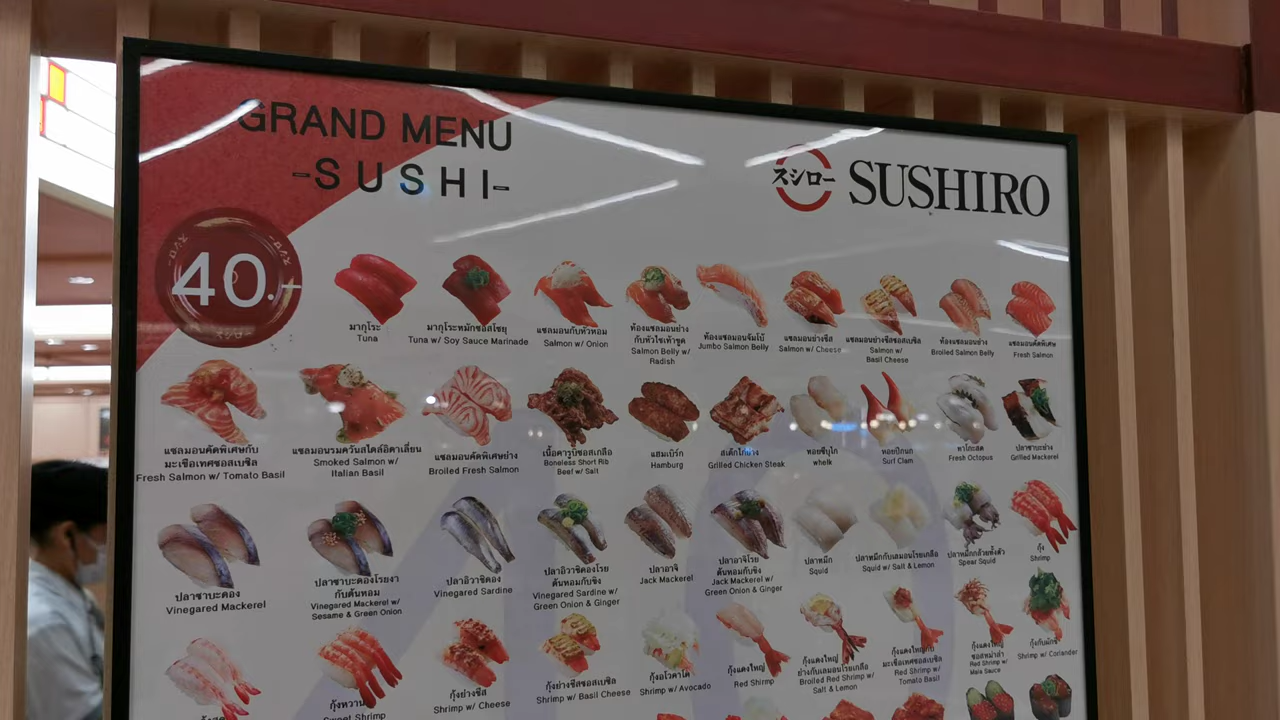 GRAND MENU
-SUSHI-
スシロー SUSHIRO
40.-
スシロー
มากุโระ
Tuna
มากุโระหมักซอสโชยุ
Tuna w/ Soy Sauce Marinade
แซลมอนกับหัวหอม
Salmon w/ Onion
ท้องแซลมอนย่าง
กับหัวไชเท้าขูด
Salmon Belly w/
Radish
ท้องแซลมอนจัมโบ้
Jumbo Salmon Belly
แซลมอนย่างชีส
Salmon w/ Cheese
แซลมอนย่างชีสซอสเบซิล
Salmon w/
Basil Cheese
ท้องแซลมอนย่าง
Broiled Salmon Belly
แซลมอนคัดพิเศษ
Fresh Salmon
แซลมอนคัดพิเศษกับ
มะเขือเทศซอสเบซิล
Fresh Salmon w/ Tomato Basil
แซลมอนรมควันสไตล์อิตาเลี่ยน
Smoked Salmon w/
Italian Basil
แซลมอนคัดพิเศษย่าง
Broiled Fresh Salmon
เนื้อคารูบิซอสเกลือ
Boneless Short Rib
Beef w/ Salt
แฮมเบิร์ก
Hamburg
สเต็กไก่ย่าง
Grilled Chicken Steak
หอยซึบุไก
whelk
หอยปีกนก
Surf Clam
ทาโกะสด
Fresh Octopus
ปลาซาบะย่าง
Grilled Mackerel
ปลาซาบะดอง
Vinegared Mackerel
ปลาซาบะดองโรยงา
กับต้นหอม
Vinegared Mackerel w/
Sesame & Green Onion
ปลาอิวาชิดอง
Vinegared Sardine
ปลาอิวาชิดองโรย
ต้นหอมกับขิง
Vinegared Sardine w/
Green Onion & Ginger
ปลาอาจิ
Jack Mackerel
ปลาอาจิโรย
ต้นหอมกับขิง
Jack Mackerel w/
Green Onion & Ginger
ปลาหมึก
Squid
ปลาหมึกกับเลมอนโรยเกลือ
Squid w/ Salt & Lemon
ปลาหมึกกล้วยทั้งตัว
Spear Squid
กุ้ง
Shrimp
กุ้งสด
กุ้งหวาน
Sweet Shrimp
กุ้งย่างชีส
Shrimp w/ Cheese
กุ้งย่างชีสซอสเบซิล
Shrimp w/ Basil Cheese
กุ้งอโวคาโด
Shrimp w/ Avocado
กุ้งแดงใหญ่
Red Shirmp
กุ้งแดงใหญ่
ย่างกับเลมอนโรยเกลือ
Broiled Red Shrimp w/
Salt & Lemon
กุ้งแดงใหญ่กับ
มะเขือเทศซอสเบซิล
Red Shrimp w/
Tomato Basil
กุ้งแดงใหญ่
ซอสหม่าล่า
Red Shrimp w/
Mala Sauce
กุ้งกับผักชี
Shrimp w/ Coriander